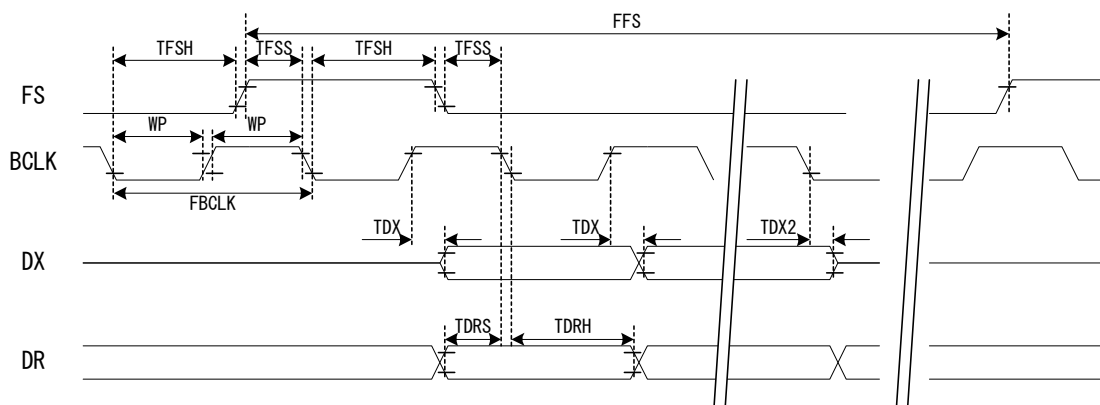 FFS
TFSH TFSS TFSH TFSS
FS
WP WP
BCLK
FBCLK
TDX TDX TDX2
DX
TDRS TDRH
DR